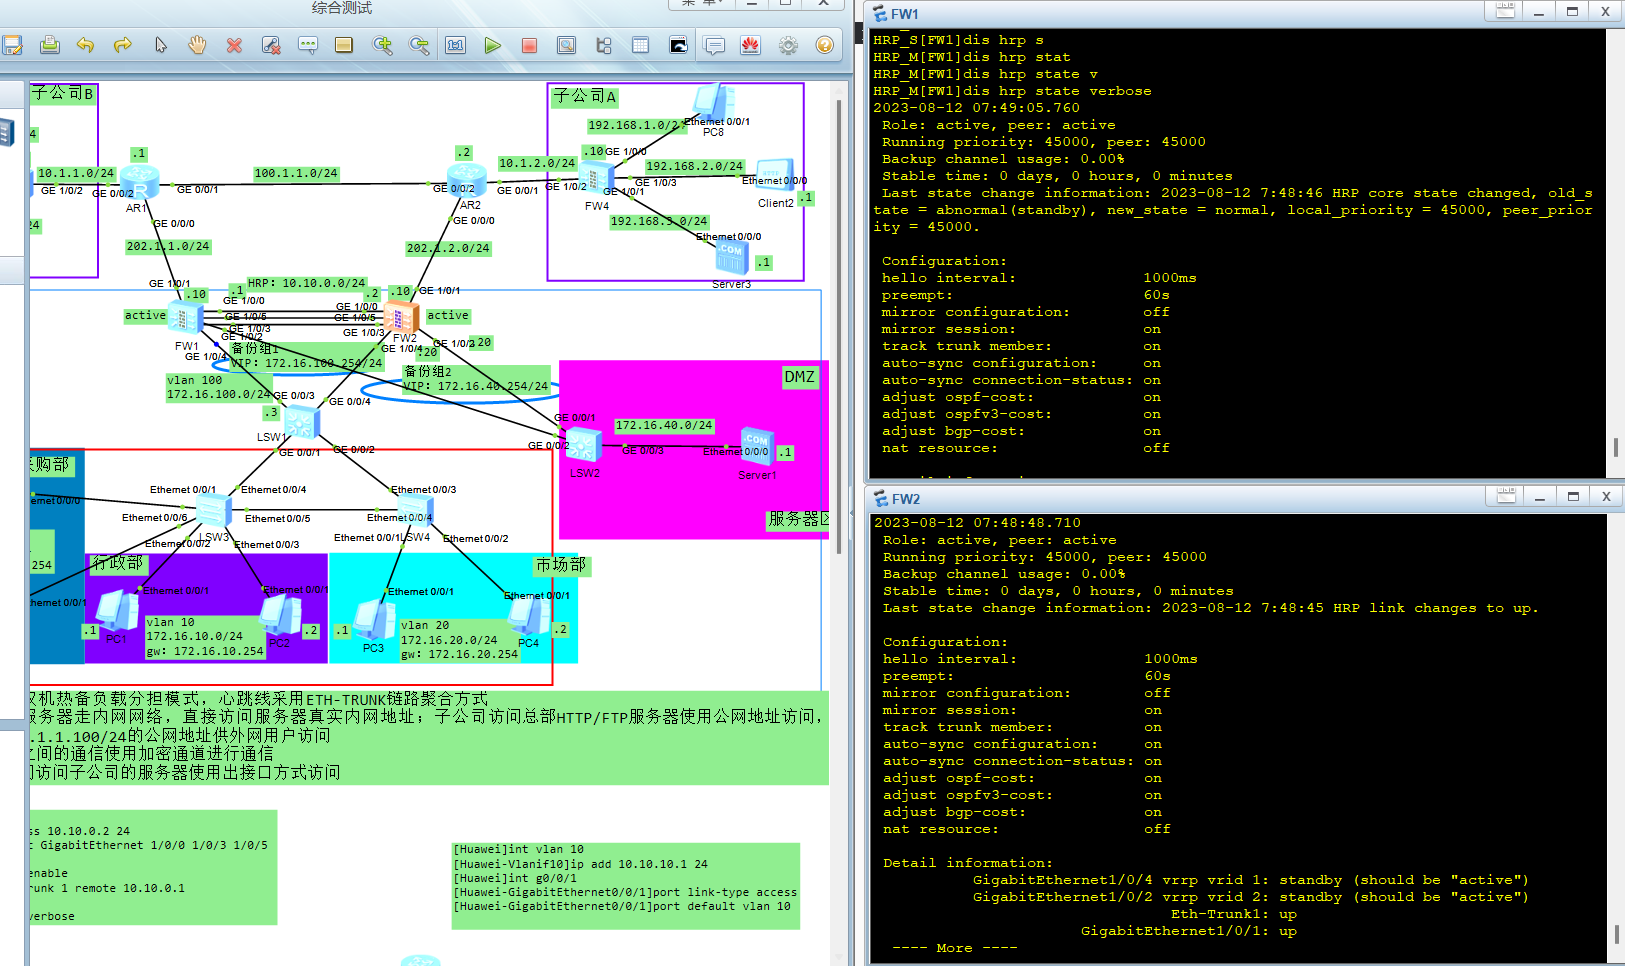 综合测试
菜 单
子公司B
子公司A
Ethernet 0/0/1
PC8
192.168.1.0/24
.1
.2
.10
GE 1/0/0
10.1.2.0/24
192.168.2.0/24
10.1.1.0/24
100.1.1.0/24
GE 1/0/2
GE 0/0/2
GE 0/0/1
GE 0/0/2
GE 0/0/1
GE 1/0/2
GE 1/0/3
GE 1/0/1
Ethernet 0/0/0
AR1
AR2
FW4
Client2
.1
GE 0/0/0
GE 0/0/0
192.168.3.0/24
Ethernet 0/0/0
202.1.1.0/24
202.1.2.0/24
.1
Server3
GE 1/0/1
HRP：10.10.0.0/24
.10
.1
.2
.10
GE 1/0/1
GE 1/0/0
GE 1/0/0
active
GE 1/0/5
GE 1/0/5
active
GE 1/0/3
GE 1/0/3
GE 1/0/2
FW1
FW2
GE 1/0/2
.20
GE 1/0/4
备份组1
VIP：172.16.100.254/24
GE 1/0/4
.20
备份组2
VIP：172.16.40.254/24
vlan 100
172.16.100.0/24
GE 0/0/3
GE 0/0/4
.3
LSW1
GE 0/0/1
GE 0/0/2
DMZ
GE 0/0/1
172.16.40.0/24
GE 0/0/2
GE 0/0/3
Ethernet 0/0/0
.1
LSW2
Server1
服务器区
购部
Ethernet 0/0/1
Ethernet 0/0/4
Ethernet 0/0/3
Ethernet 0/0/6
Ethernet 0/0/5
Ethernet 0/0/4
LSW3
LSW4
Ethernet 0/0/2
Ethernet 0/0/3
Ethernet 0/0/1
Ethernet 0/0/2
254
行政部
市场部
Ethernet 0/0/1
Ethernet 0/0/1
Ethernet 0/0/1
Ethernet 0/0/1
.1
PC1
vlan 10
172.16.10.0/24
gw：172.16.10.254
PC2
.2
.1
PC3
vlan 20
172.16.20.0/24
gw：172.16.20.254
PC4
.2
机热备负载分担模式，心跳线采用ETH-TRUNK链路聚合方式
服务器走内网网络，直接访问服务器真实内网地址；子公司访问总部HTTP/FTP服务器使用公网地址访问，
.1.1.100/24的公网地址供外网用户访问
之间的通信使用加密通道进行通信
访问子公司的服务器使用出接口方式访问
ss 10.10.0.2 24
t GigabitEthernet 1/0/0 1/0/3 1/0/5
enable
runk 1 remote 10.10.0.1
verbose
[Huawei]int vlan 10
[Huawei-Vlanif10]ip add 10.10.10.1 24
[Huawei]int g0/0/1
[Huawei-GigabitEthernet0/0/1]port link-type access
[Huawei-GigabitEthernet0/0/1]port default vlan 10
FW1
HRP_S[FW1]dis hrp s
HRP_M[FW1]dis hrp stat
HRP_M[FW1]dis hrp state v
HRP_M[FW1]dis hrp state verbose
2023-08-12 07:49:05.760
Role: active, peer: active
Running priority: 45000, peer: 45000
Backup channel usage: 0.00%
Stable time: 0 days, 0 hours, 0 minutes
Last state change information: 2023-08-12 7:48:46 HRP core state changed, old_s
tate = abnormal(standby), new_state = normal, local_priority = 45000, peer_prior
ity = 45000.
Configuration:
hello interval: 1000ms
preempt: 60s
mirror configuration: off
mirror session: on
track trunk member: on
auto-sync configuration: on
auto-sync connection-status: on
adjust ospf-cost: on
adjust ospfv3-cost: on
adjust bgp-cost: on
nat resource: off
FW2
2023-08-12 07:48:48.710
Role: active, peer: active
Running priority: 45000, peer: 45000
Backup channel usage: 0.00%
Stable time: 0 days, 0 hours, 0 minutes
Last state change information: 2023-08-12 7:48:45 HRP link changes to up.
Configuration:
hello interval: 1000ms
preempt: 60s
mirror configuration: off
mirror session: on
track trunk member: on
auto-sync configuration: on
auto-sync connection-status: on
adjust ospf-cost: on
adjust ospfv3-cost: on
adjust bgp-cost: on
nat resource: off
Detail information:
GigabitEthernet1/0/4 vrrp vrid 1: standby (should be "active")
GigabitEthernet1/0/2 vrrp vrid 2: standby (should be "active")
Eth-Trunk1: up
GigabitEthernet1/0/1: up
---- More ----